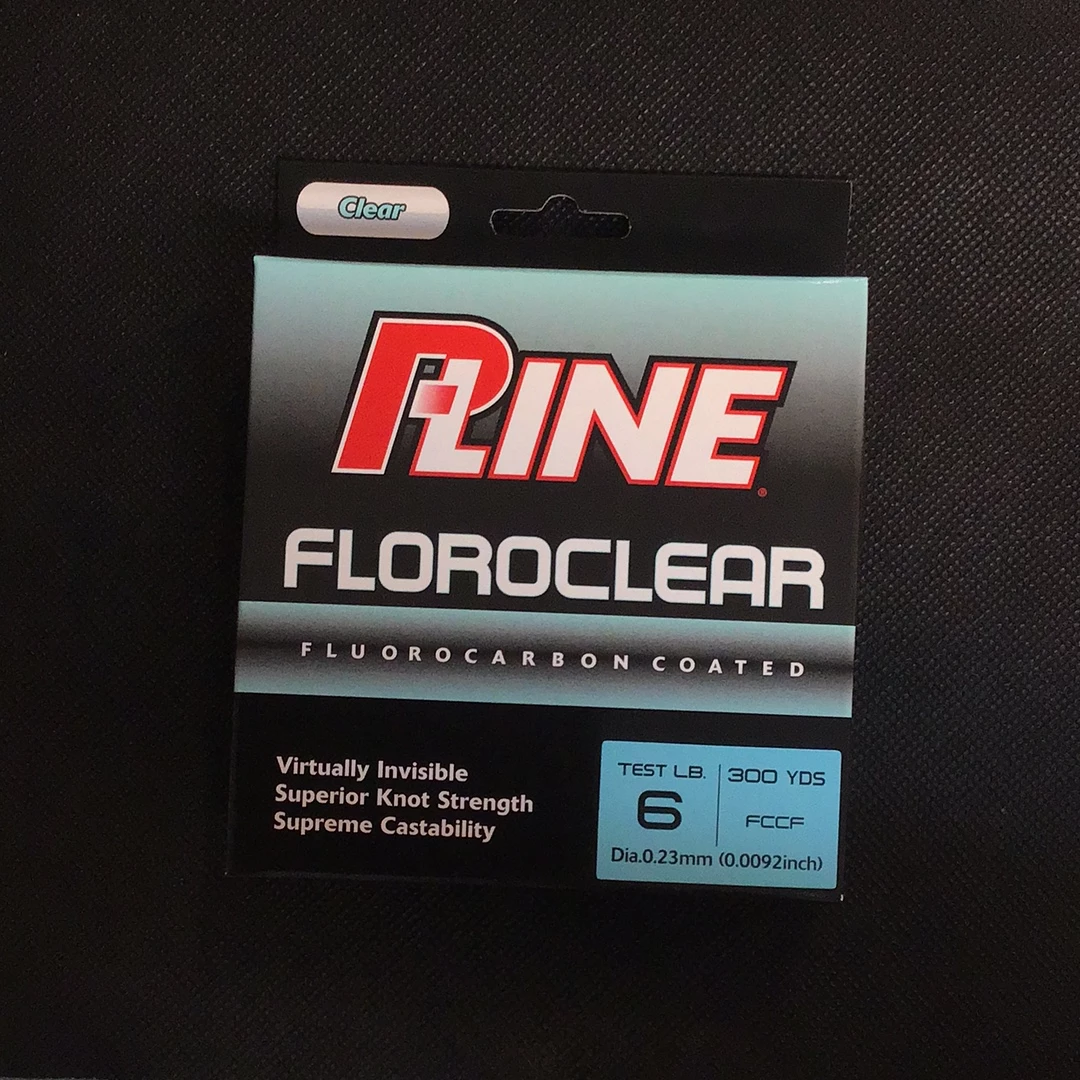 Clear
PLINE
FLOROCLEAR
FLUOROCARBON COATED
Virtually Invisible
Superior Knot Strength
Supreme Castability
TEST LB. 300 YDS
6 FCCF
Dia.0.23mm (0.0092inch)